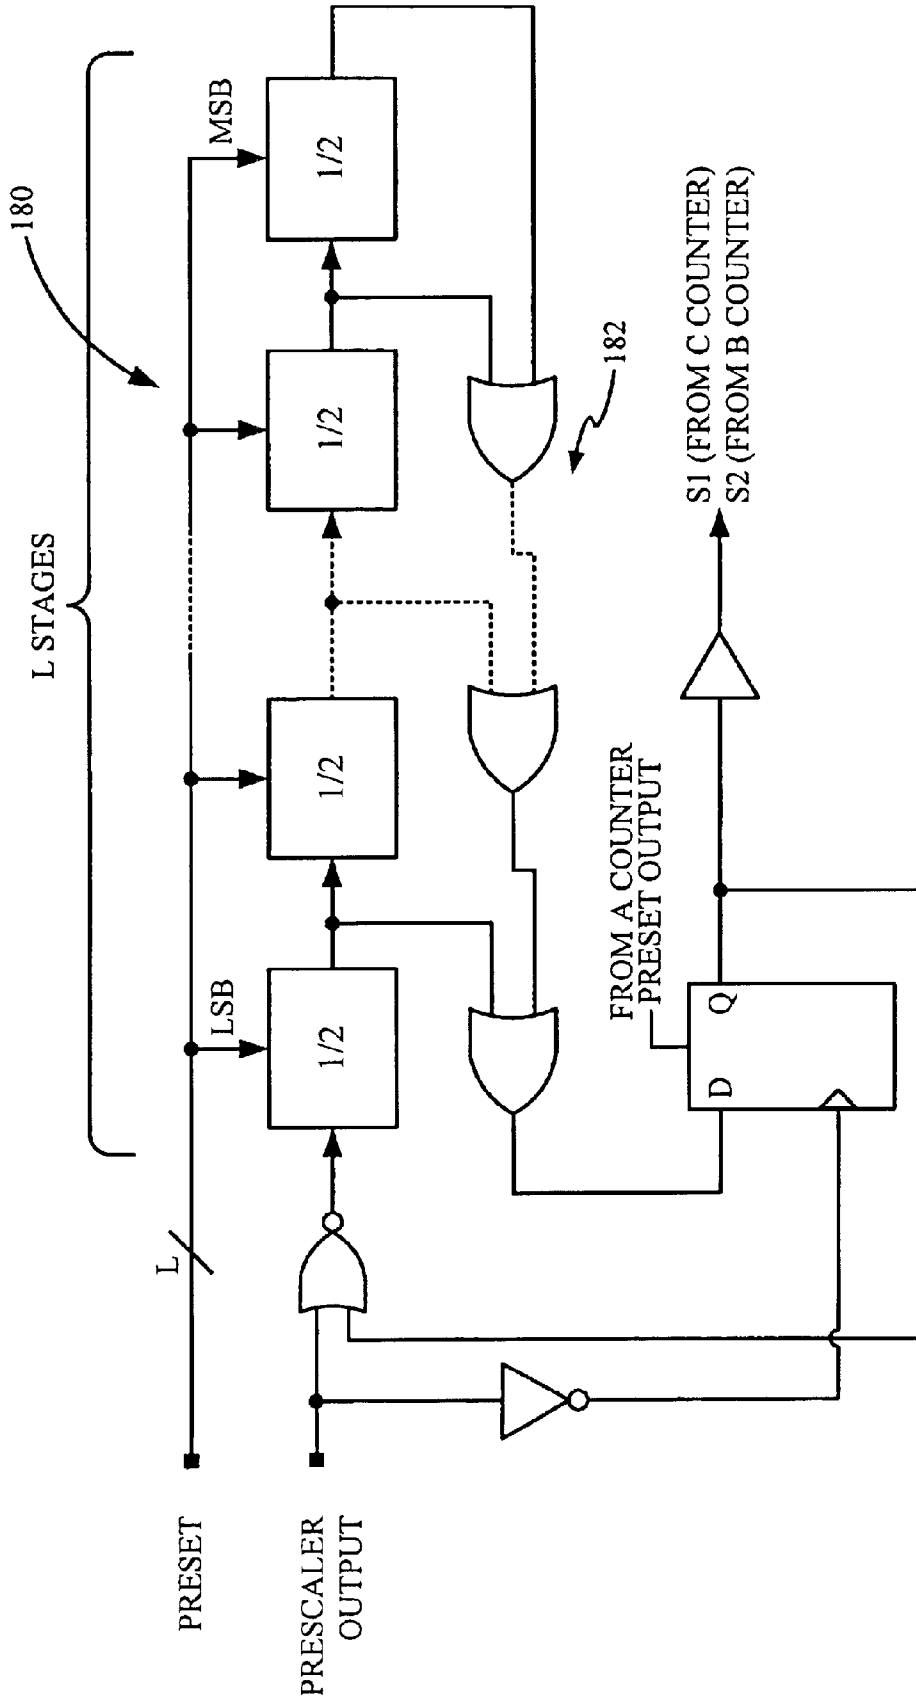 L STAGES
180
PRESET
L
LSB
MSB
PRESCALER
OUTPUT
1/2
1/2
1/2
1/2
182
FROM A COUNTER
PRESET OUTPUT
D
Q
S1 (FROM C COUNTER)
S2 (FROM B COUNTER)